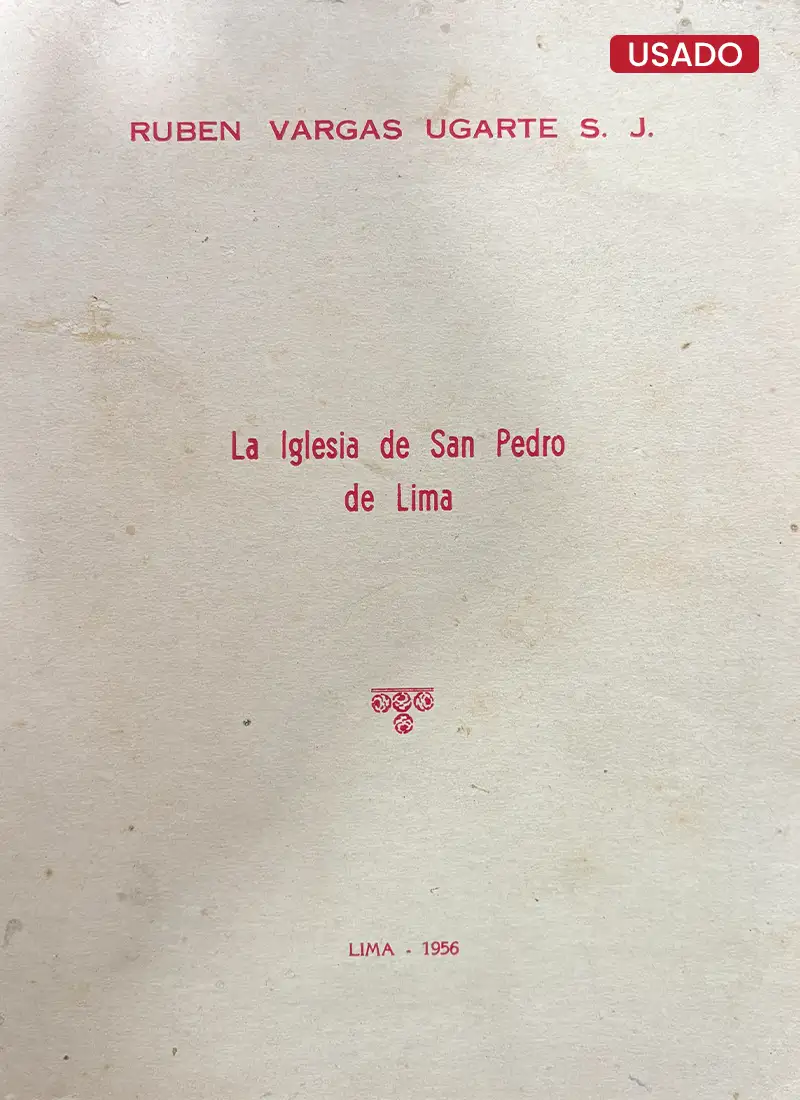 USADO
RUBEN VARGAS UGARTE S. J.
La Iglesia de San Pedro
de Lima
LIMA - 1956